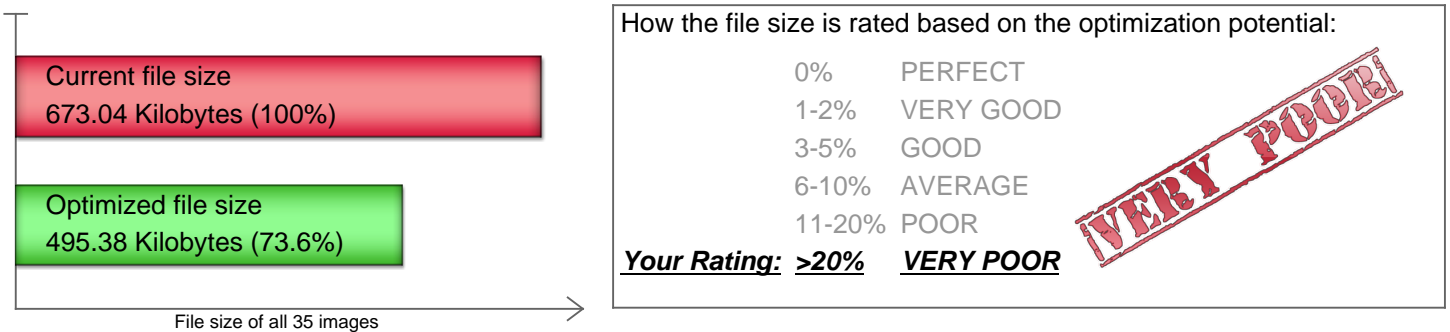 Current file size
673.04 Kilobytes (100%)
Optimized file size
495.38 Kilobytes (73.6%)
File size of all 35 images
How the file size is rated based on the optimization potential:
0% PERFECT
1-2% VERY GOOD
3-5% GOOD
6-10% AVERAGE
11-20% POOR
Your Rating: >20% VERY POOR
VERY POOR